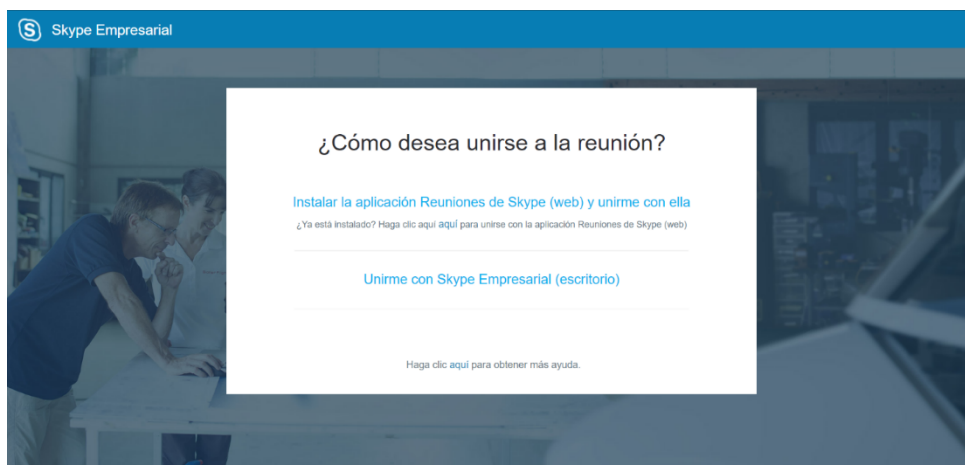 Skype Empresarial
¿Cómo desea unirse a la reunión?
Instalar la aplicación Reuniones de Skype (web) y unirme con ella
¿Ya está instalado? Haga clic aquí aquí para unirse con la aplicación Reuniones de Skype (web)
Unirme con Skype Empresarial (escritorio)
Haga clic aquí para obtener más ayuda.